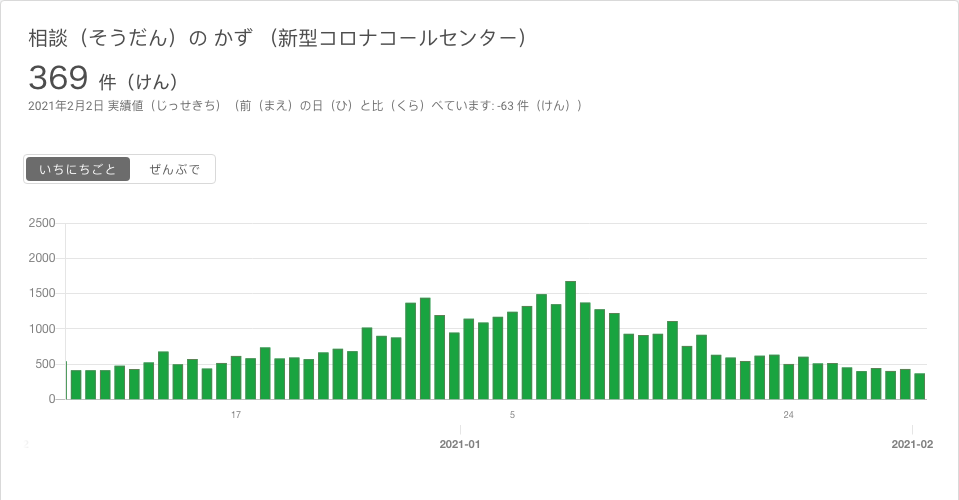 相談（そうだん）の かず （新型コロナコールセンター）
369 件（けん）
2021年2月2日 実績値（じっせきち）（前（まえ）の日（ひ）と比（くら）べています: -63 件（けん））
いちにちごと ぜんぶで
2500
2000
1500
1000
500
0
17 5 24
2021-01 2021-02